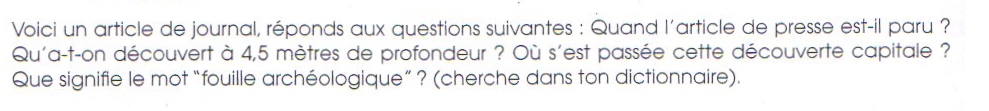 Voici un article de journal, réponds aux questions suivantes : Quand l'article de presse est-il paru ?
Qu'a-t-on découvert à 4,5 mètres de profondeur ? Où s'est passée cette découverte capitale ?
Que signifie le mot "fouille archéologique" ? (cherche dans ton dictionnaire).